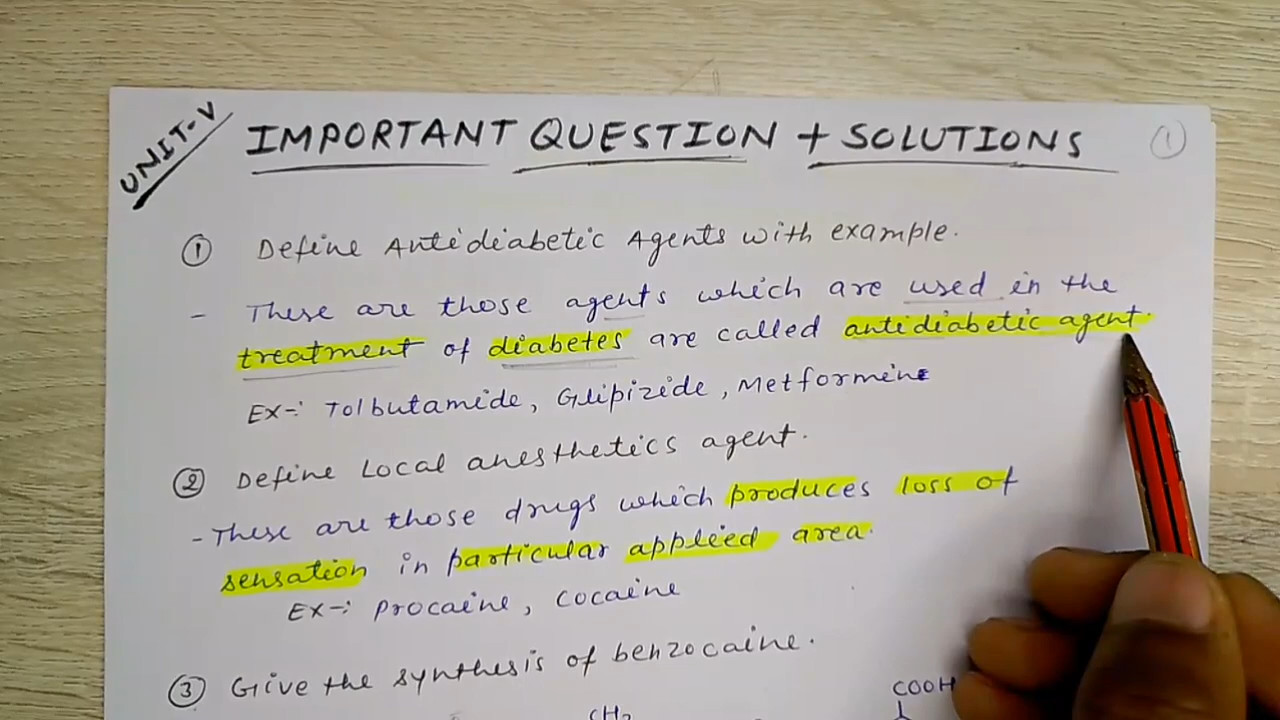 UNIT-V
IMPORTANT QUESTION + SOLUTIONS ①
① Define Antidiabetic Agents with example.
- These are those agents which are used in the
treatment of diabetes are called antidiabetic agent.
Ex-: Tolbutamide, Glipizide, Metformine
② Define Local anesthetics agent.
- These are those drugs which produces loss of
sensation in particular applied area.
Ex-: Procaine, Cocaine
③ Give the synthesis of benzocaine.
COOH
CH3